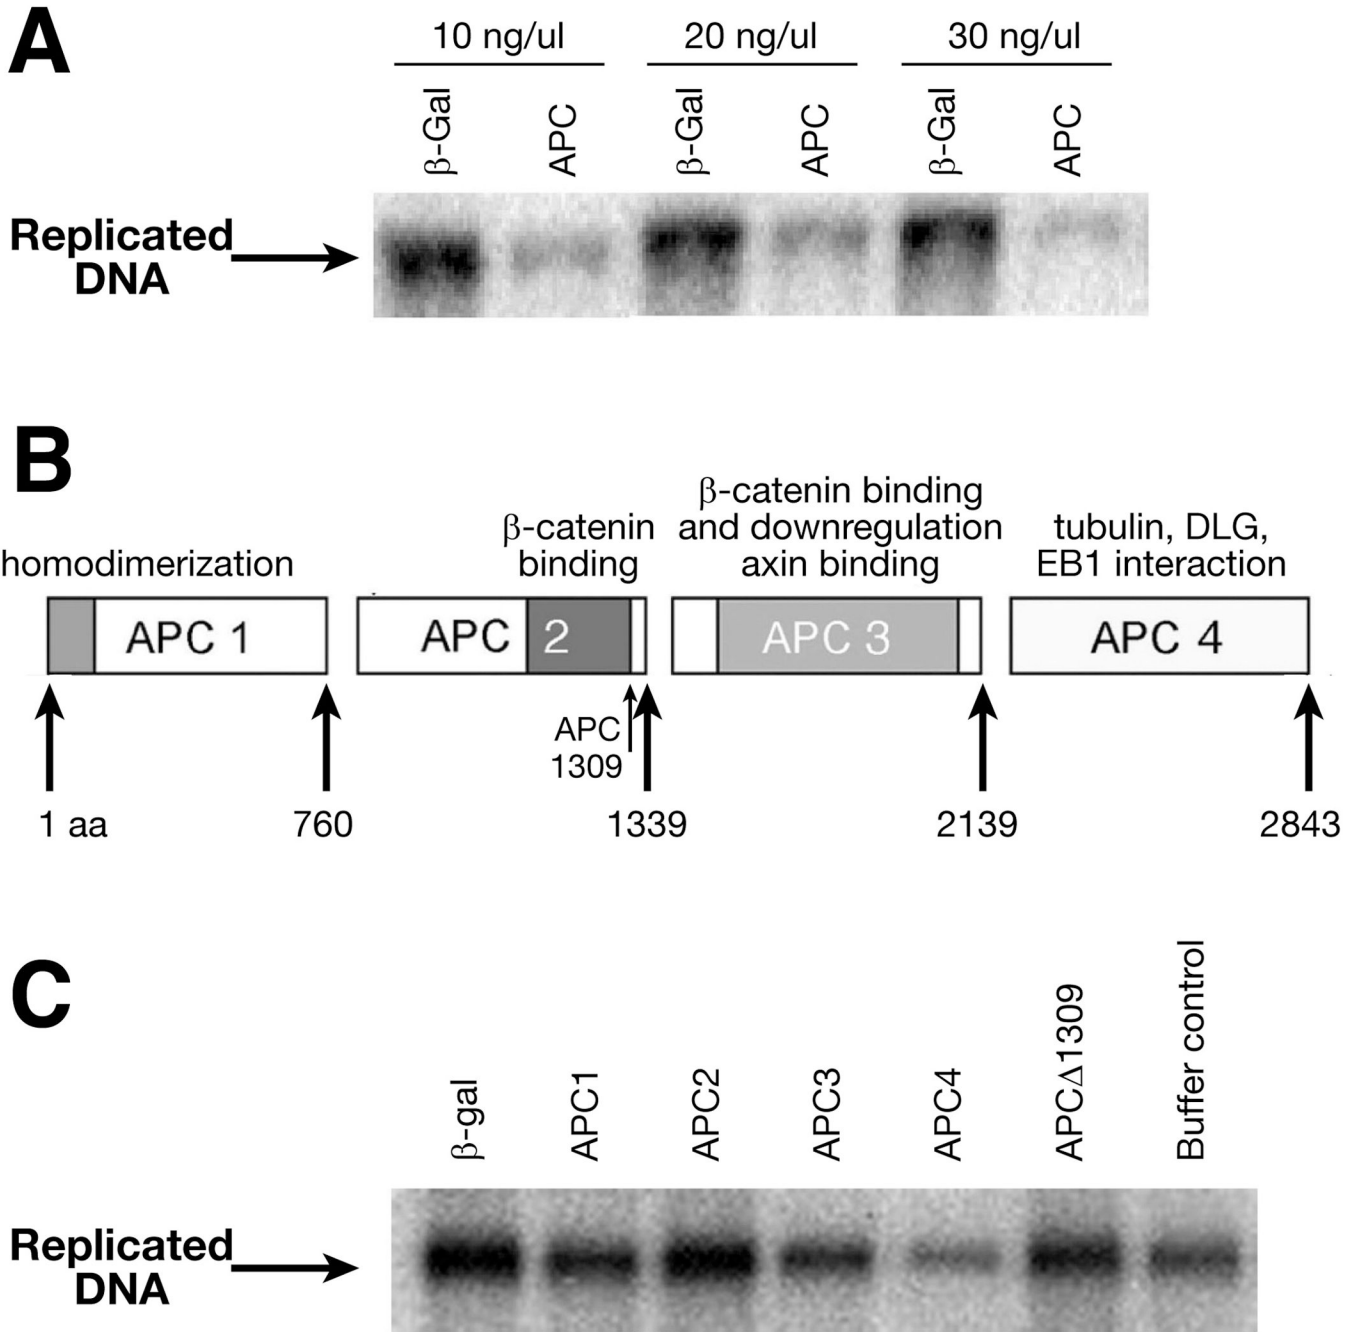 A
10 ng/ul
20 ng/ul
30 ng/ul
β-Gal
APC
β-Gal
APC
β-Gal
APC
Replicated
DNA
B
homodimerization
β-catenin
binding
β-catenin binding
and downregulation
axin binding
tubulin, DLG,
EB1 interaction
APC 1
APC 2
APC 3
APC 4
APC
1309
1 aa
760
1339
2139
2843
C
β-gal
APC1
APC2
APC3
APC4
APCΔ1309
Buffer control
Replicated
DNA